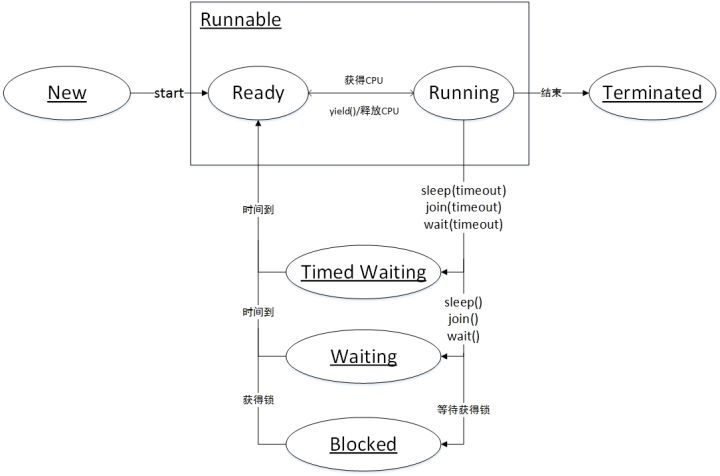 Runnable
New
start
Ready
获得CPU
yield()/释放CPU
Running
结束
Terminated
sleep(timeout)
join(timeout)
wait(timeout)
时间到
Timed Waiting
sleep()
join()
wait()
时间到
Waiting
获得锁
等待获得锁
Blocked